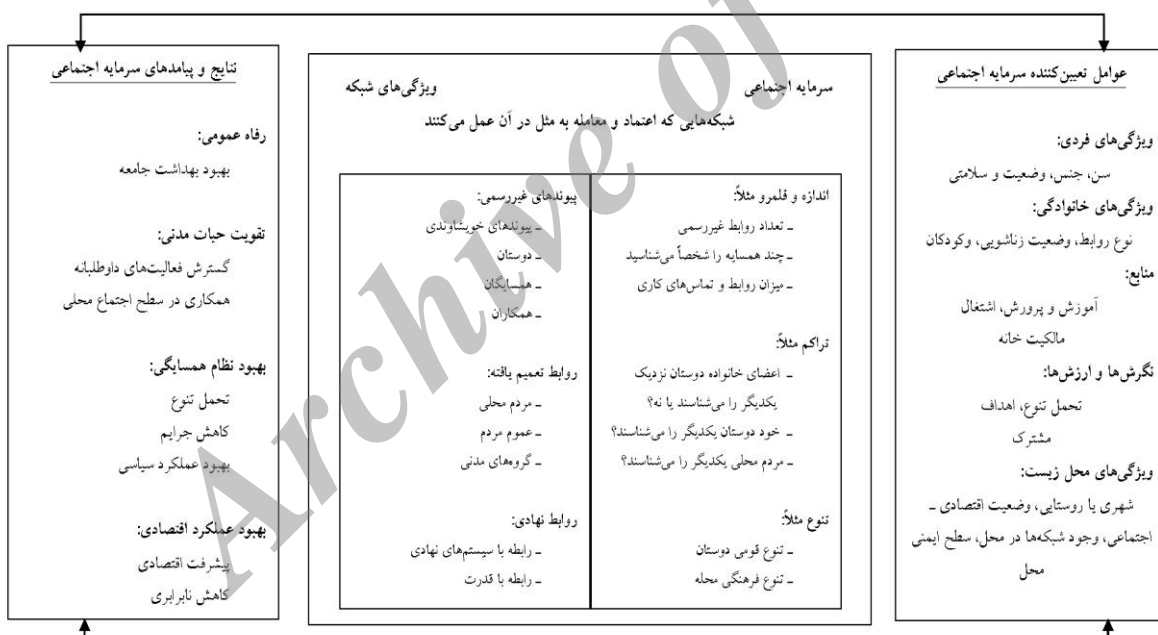 عوامل تعیین‌کننده سرمایه اجتماعی
ویژگی‌های فردی:
سن، جنس، وضعیت و سلامتی
ویژگی‌های خانوادگی:
نوع روابط، وضعیت زناشویی، وکودکان
منابع:
آموزش و پرورش، اشتغال
مالکیت خانه
نگرش‌ها و ارزش‌ها:
تحمل تنوع، اهداف
مشترک
ویژگی‌های محل زیست:
شهری یا روستایی، وضعیت اقتصادی ـ
اجتماعی، وجود شبکه‌ها در محل، سطح ایمنی
محل
سرمایه اجتماعی ویژگی‌های شبکه
شبکه‌هایی که اعتماد و معامله به مثل در آن عمل می‌کنند
اندازه و قلمرو مثلاً:
ـ تعداد روابط غیررسمی
ـ چند همسایه را شخصاً می‌شناسید
ـ میزان روابط و تماس‌های کاری
تراکم مثلاً:
ـ اعضای خانواده دوستان نزدیک
یکدیگر را می‌شناسند یا نه؟
ـ خود دوستان یکدیگر را می‌شناسند؟
ـ مردم محلی یکدیگر را می‌شناسند؟
تنوع مثلاً:
ـ تنوع قومی دوستان
ـ تنوع فرهنگی محله
پیوندهای غیررسمی:
ـ پیوندهای خویشاوندی
ـ دوستان
ـ همسایگان
ـ همکاران
روابط تعمیم یافته:
ـ مردم محلی
ـ عموم مردم
ـ گروه‌های مدنی
روابط نهادی:
ـ رابطه با سیستم‌های نهادی
ـ رابطه با قدرت
نتایج و پیامدهای سرمایه اجتماعی
رفاه عمومی:
بهبود بهداشت جامعه
تقویت حیات مدنی:
گسترش فعالیت‌های داوطلبانه
همکاری در سطح اجتماع محلی
بهبود نظام همسایگی:
تحمل تنوع
کاهش جرایم
بهبود عملکرد سیاسی
بهبود عملکرد اقتصادی:
پیشرفت اقتصادی
کاهش نابرابری
Archive of